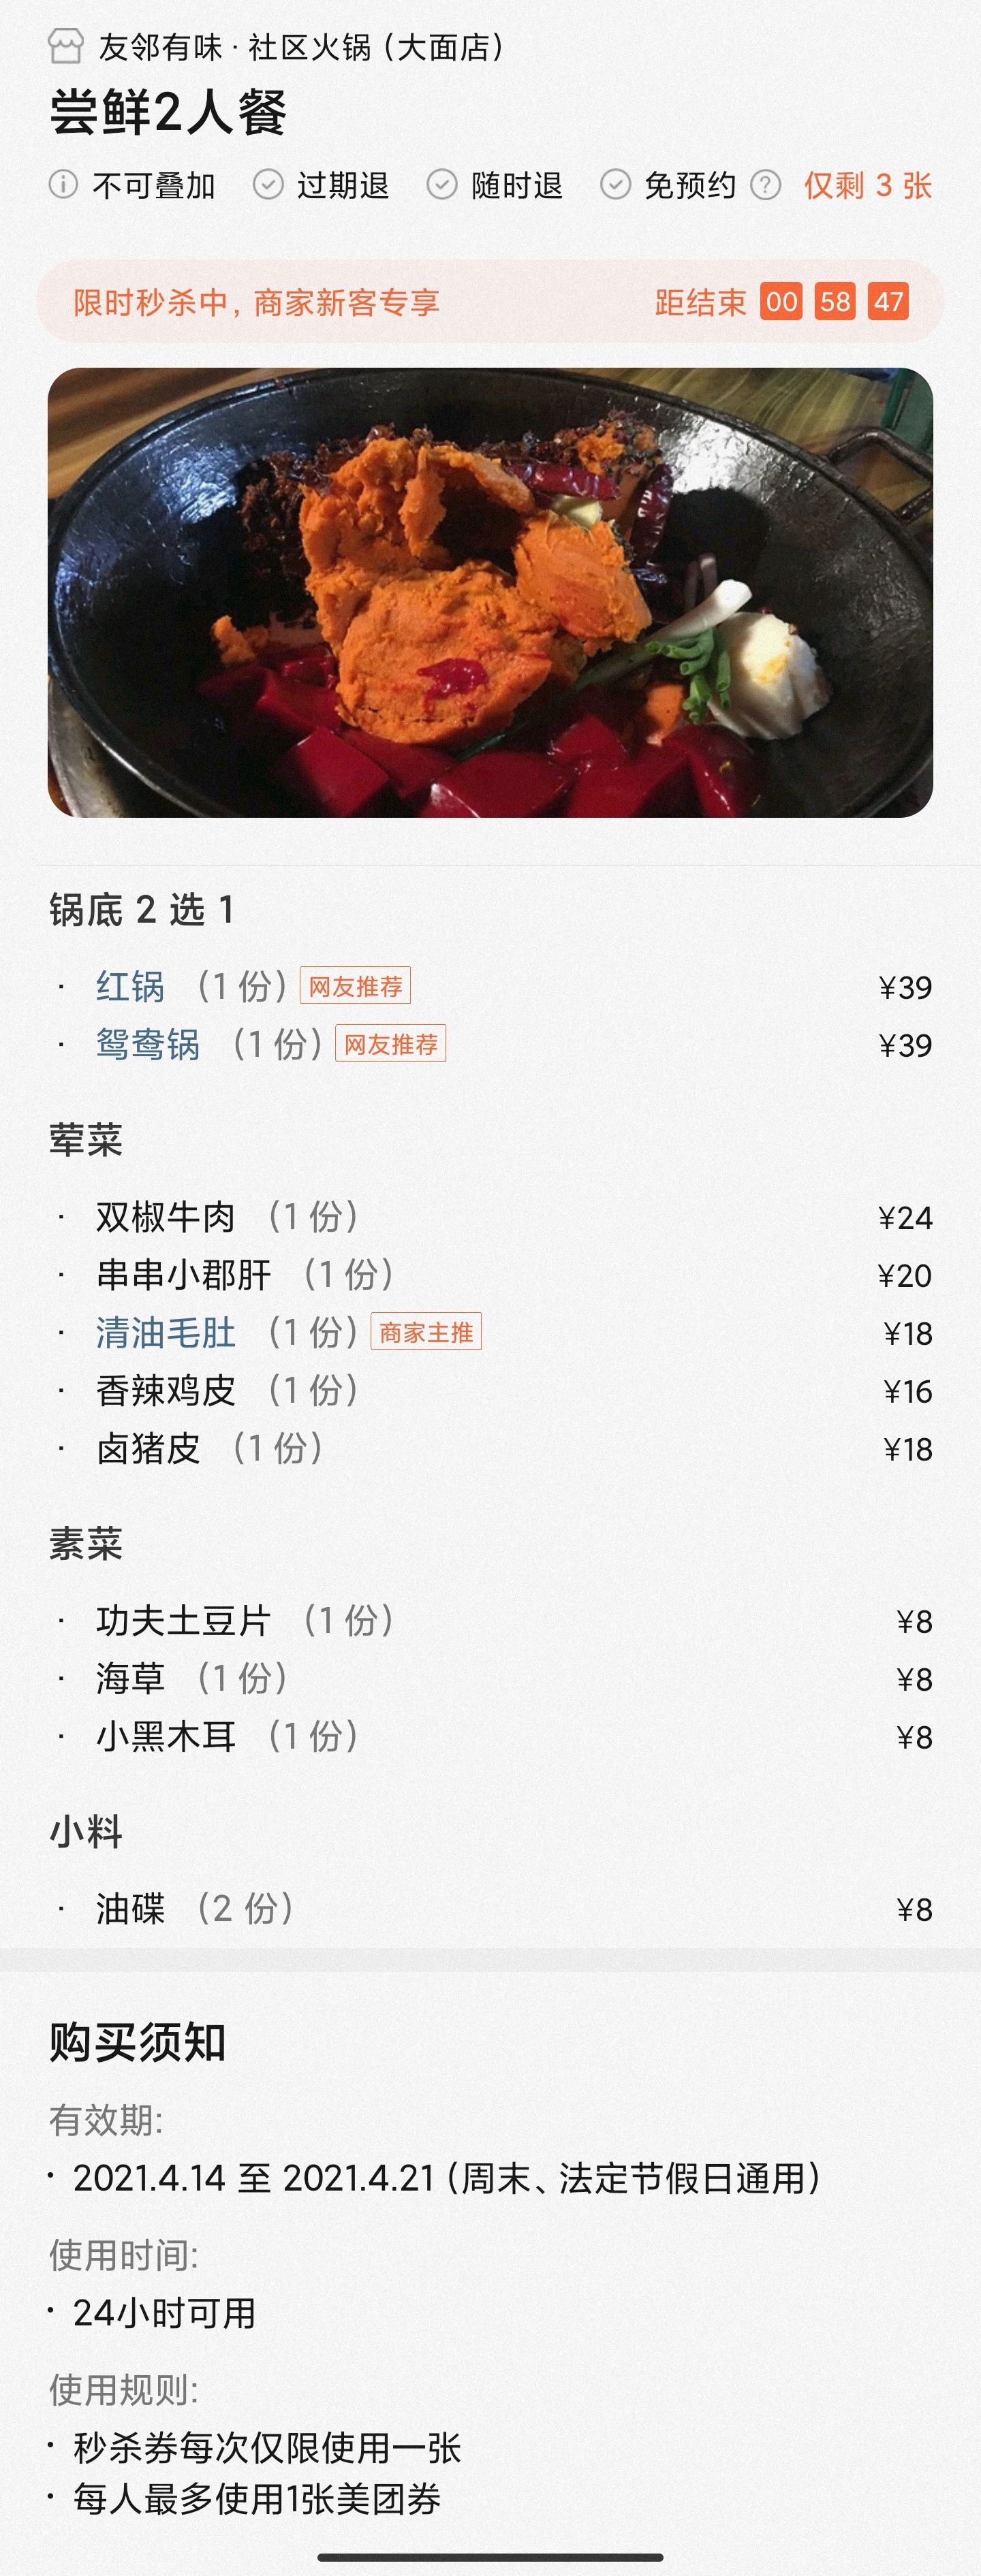 友邻有味·社区火锅（大面店）
尝鲜2人餐
不可叠加 过期退 随时退 免预约 仅剩 3 张
限时秒杀中，商家新客专享 距结束 00 58 47
锅底 2 选 1
· 红锅 （1 份） 网友推荐 ¥39
· 鸳鸯锅 （1 份） 网友推荐 ¥39
荤菜
· 双椒牛肉 （1 份） ¥24
· 串串小郡肝 （1 份） ¥20
· 清油毛肚 （1 份） 商家主推 ¥18
· 香辣鸡皮 （1 份） ¥16
· 卤猪皮 （1 份） ¥18
素菜
· 功夫土豆片 （1 份） ¥8
· 海草 （1 份） ¥8
· 小黑木耳 （1 份） ¥8
小料
· 油碟 （2 份） ¥8
购买须知
有效期:
· 2021.4.14 至 2021.4.21（周末、法定节假日通用）
使用时间:
· 24小时可用
使用规则:
· 秒杀券每次仅限使用一张
· 每人最多使用1张美团券